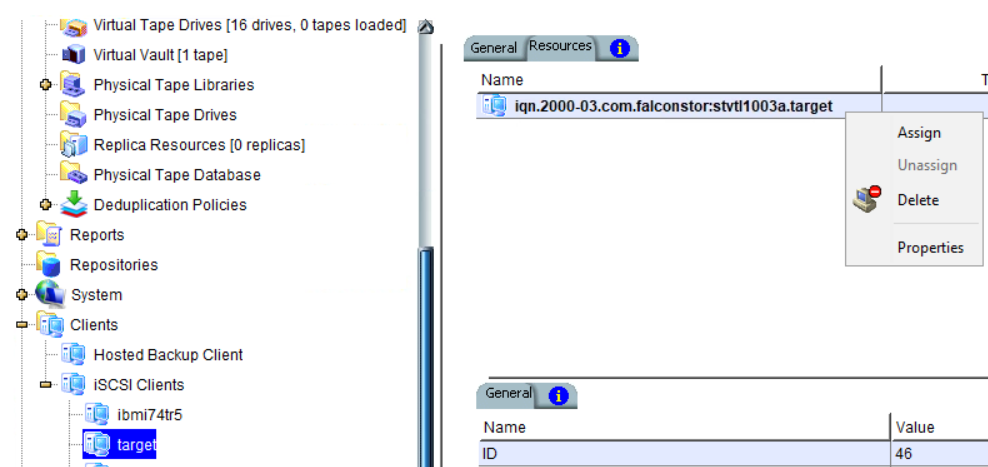 Virtual Tape Drives [16 drives, 0 tapes loaded]
Virtual Vault [1 tape]
Physical Tape Libraries
Physical Tape Drives
Replica Resources [0 replicas]
Physical Tape Database
Deduplication Policies
Reports
Repositories
System
Clients
Hosted Backup Client
iSCSI Clients
ibmi74tr5
target
General Resources i
Name T
iqn.2000-03.com.falconstor:stvtl1003a.target
Assign
Unassign
Delete
Properties
General i
Name Value
ID 46